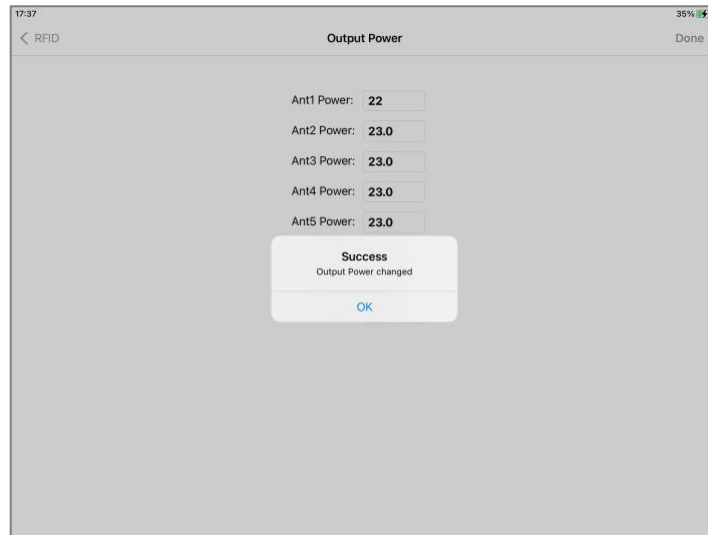 17:37
35%
RFID
Output Power
Done
Ant1 Power: 22
Ant2 Power: 23.0
Ant3 Power: 23.0
Ant4 Power: 23.0
Ant5 Power: 23.0
Success
Output Power changed
OK